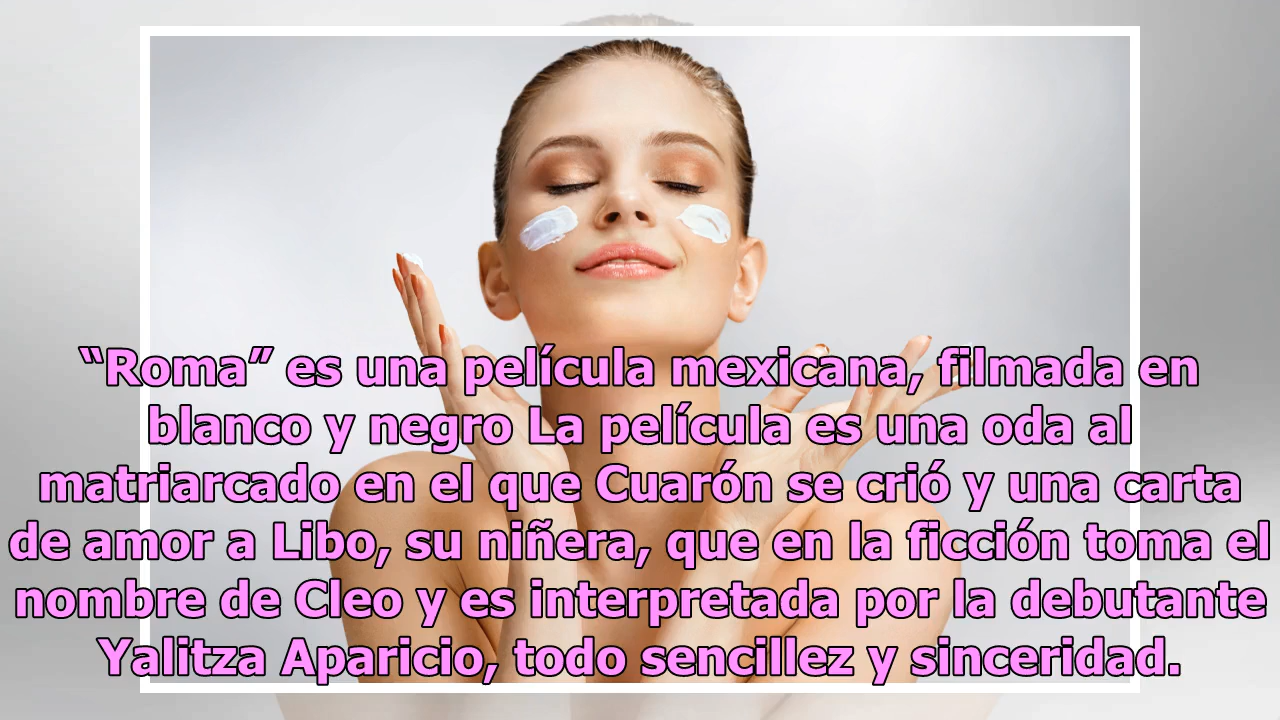 “Roma” es una película mexicana, filmada en
blanco y negro La película es una oda al
matriarcado en el que Cuarón se crió y una carta
de amor a Libo, su niñera, que en la ficción toma el
nombre de Cleo y es interpretada por la debutante
Yalitza Aparicio, todo sencillez y sinceridad.